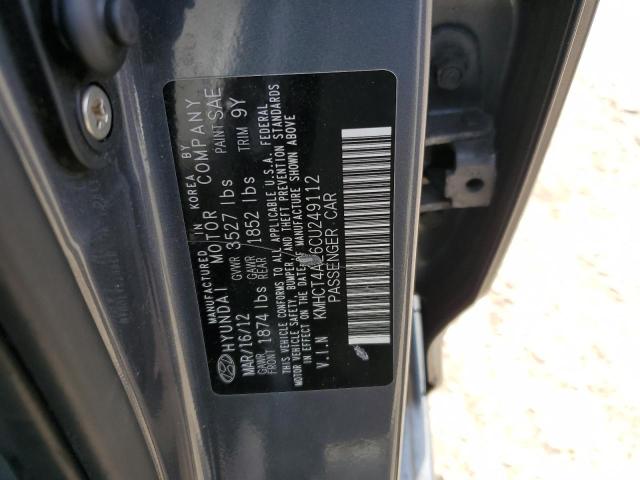 MANUFACTURED IN KOREA BY
HYUNDAI MOTOR COMPANY
MAR/16/12 GVWR 3527 lbs PAINT SAE
GAWR FRONT 1874 lbs GAWR REAR 1852 lbs TRIM 9Y
THIS VEHICLE CONFORMS TO ALL APPLICABLE U.S.A. FEDERAL
SAFETY, BUMPER, AND THEFT PREVENTION STANDARDS
IN EFFECT ON THE DATE OF MANUFACTURE SHOWN ABOVE
V.I.N
PASSENGER CAR